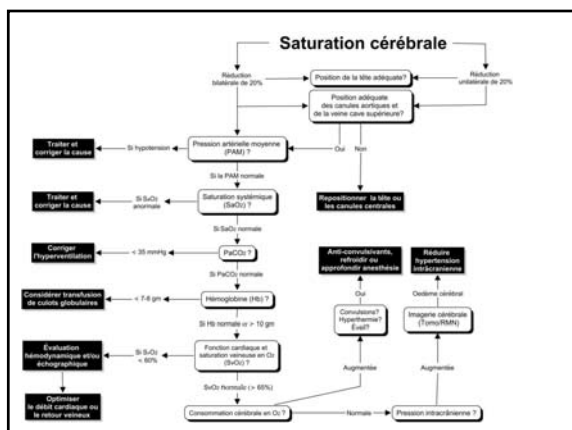 Saturation cérébrale
Réduction
bilatérale de 20%
Position de la tête adéquate?
Réduction
unilatérale de 20%
Position adéquate
des canules aortiques et
de la veine cave supérieure?
Traiter et
corriger la cause
Si hypotension
Pression artérielle moyenne
(PAM) ?
Oui
Non
Si la PAM normale
Traiter et
corriger la cause
Si SaO2
anormale
Saturation systémique
(SaO2) ?
Repositionner la tête ou
les canules centrales
Si SaO2 normale
Corriger
l'hyperventilation
< 35 mmHg
PaCO2 ?
Anti-convulsivants,
refroidir ou
approfondir anesthésie
Réduire
hypertension
intrâcranienne
Si PaCO2 normale
Considérer transfusion
de culots globulaires
< 7-8 gm
Hémoglobine (Hb) ?
Oui
Oedème cérébral
Si Hb normale or > 10 gm
Convulsions?
Hyperthermie?
Éveil?
Imagerie cérébrale
(Tomo/RMN)
Évaluation
hémodynamique et/ou
échographique
Si SvO2
< 60%
Fonction cardiaque et
saturation veineuse en O2
(SvO2) ?
Augmentée
Augmentée
SvO2 normale (> 65%)
Optimiser
le débit cardiaque ou
le retour veineux
Consommation cérébrale en O2 ?
Normale
Pression intracrânienne ?